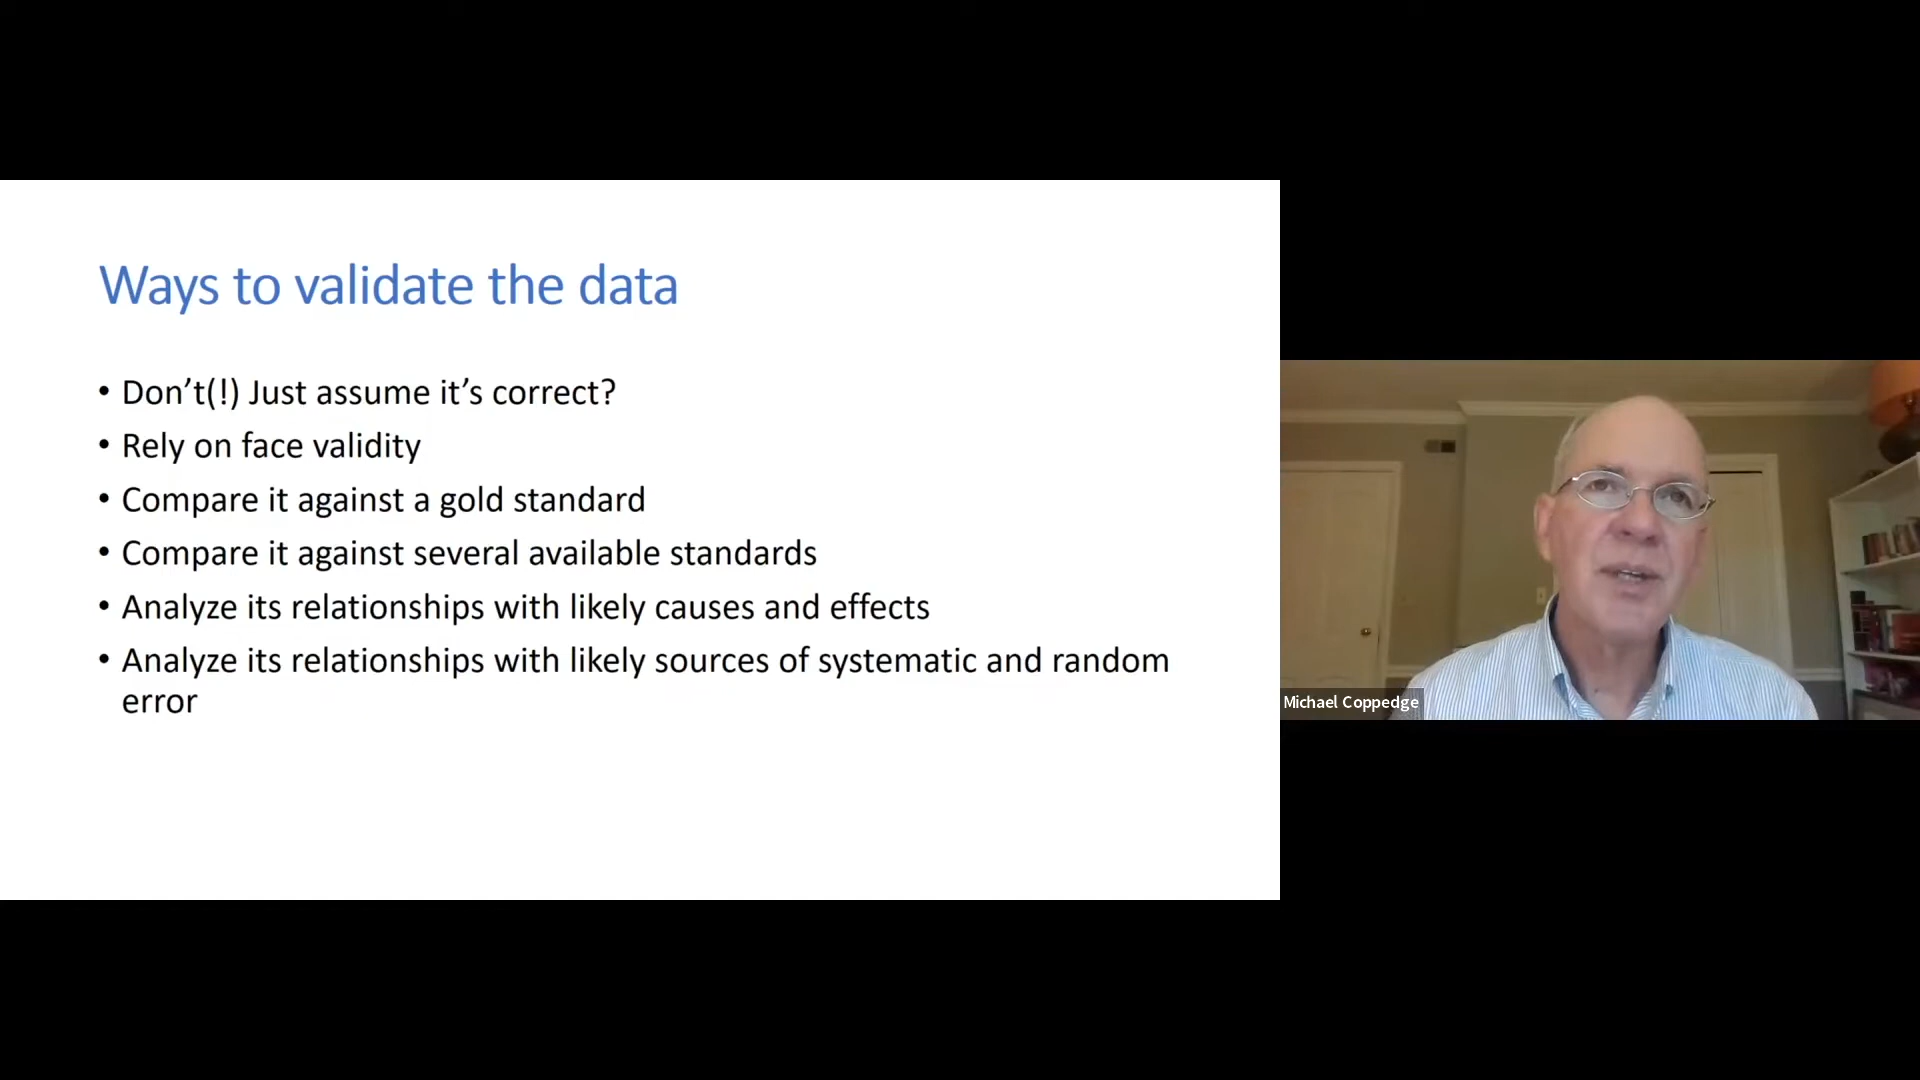 Ways to validate the data
• Don’t(!) Just assume it’s correct?
• Rely on face validity
• Compare it against a gold standard
• Compare it against several available standards
• Analyze its relationships with likely causes and effects
• Analyze its relationships with likely sources of systematic and random
error
Michael Coppedge